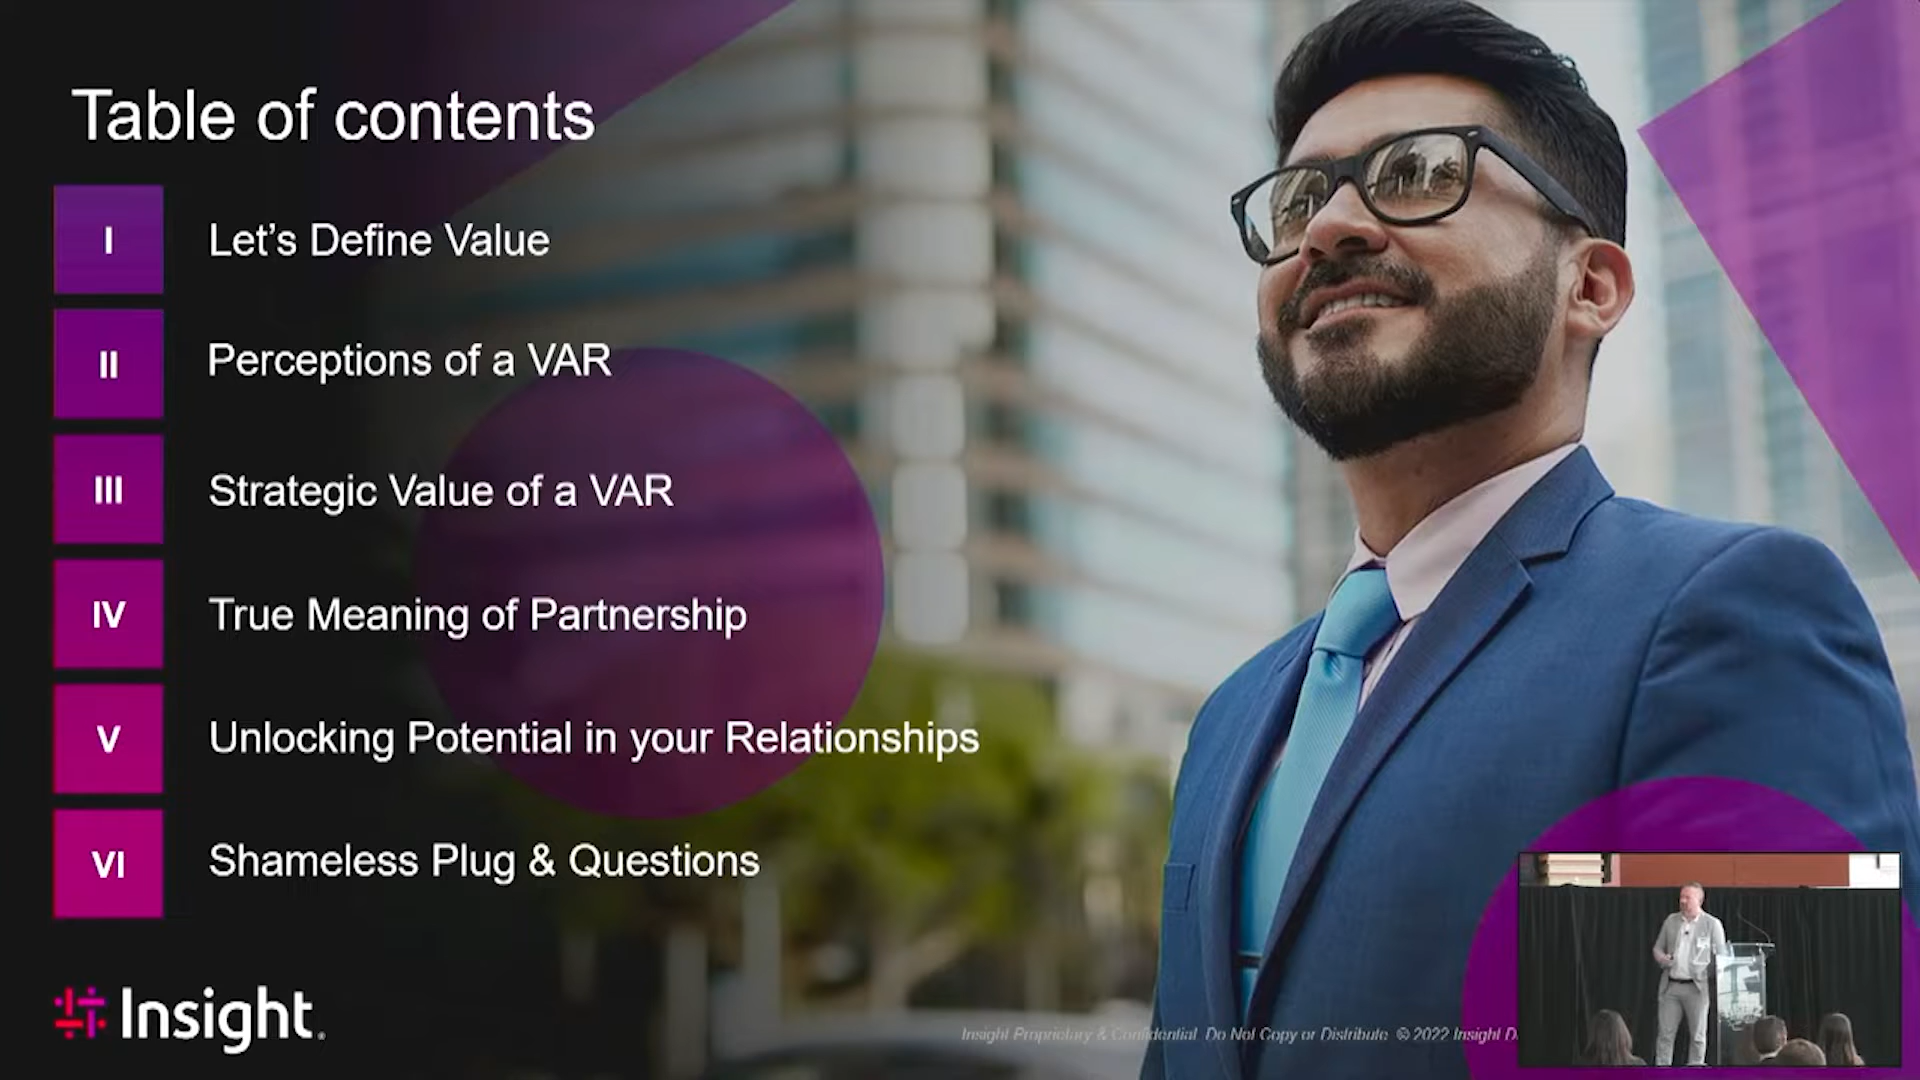 Table of contents
I
Let's Define Value
II
Perceptions of a VAR
III
Strategic Value of a VAR
IV
True Meaning of Partnership
V
Unlocking Potential in your Relationships
VI
Shameless Plug & Questions
Insight
Insight Proprietary & Confidential Do Not Copy or Distribute © 2022 Insight